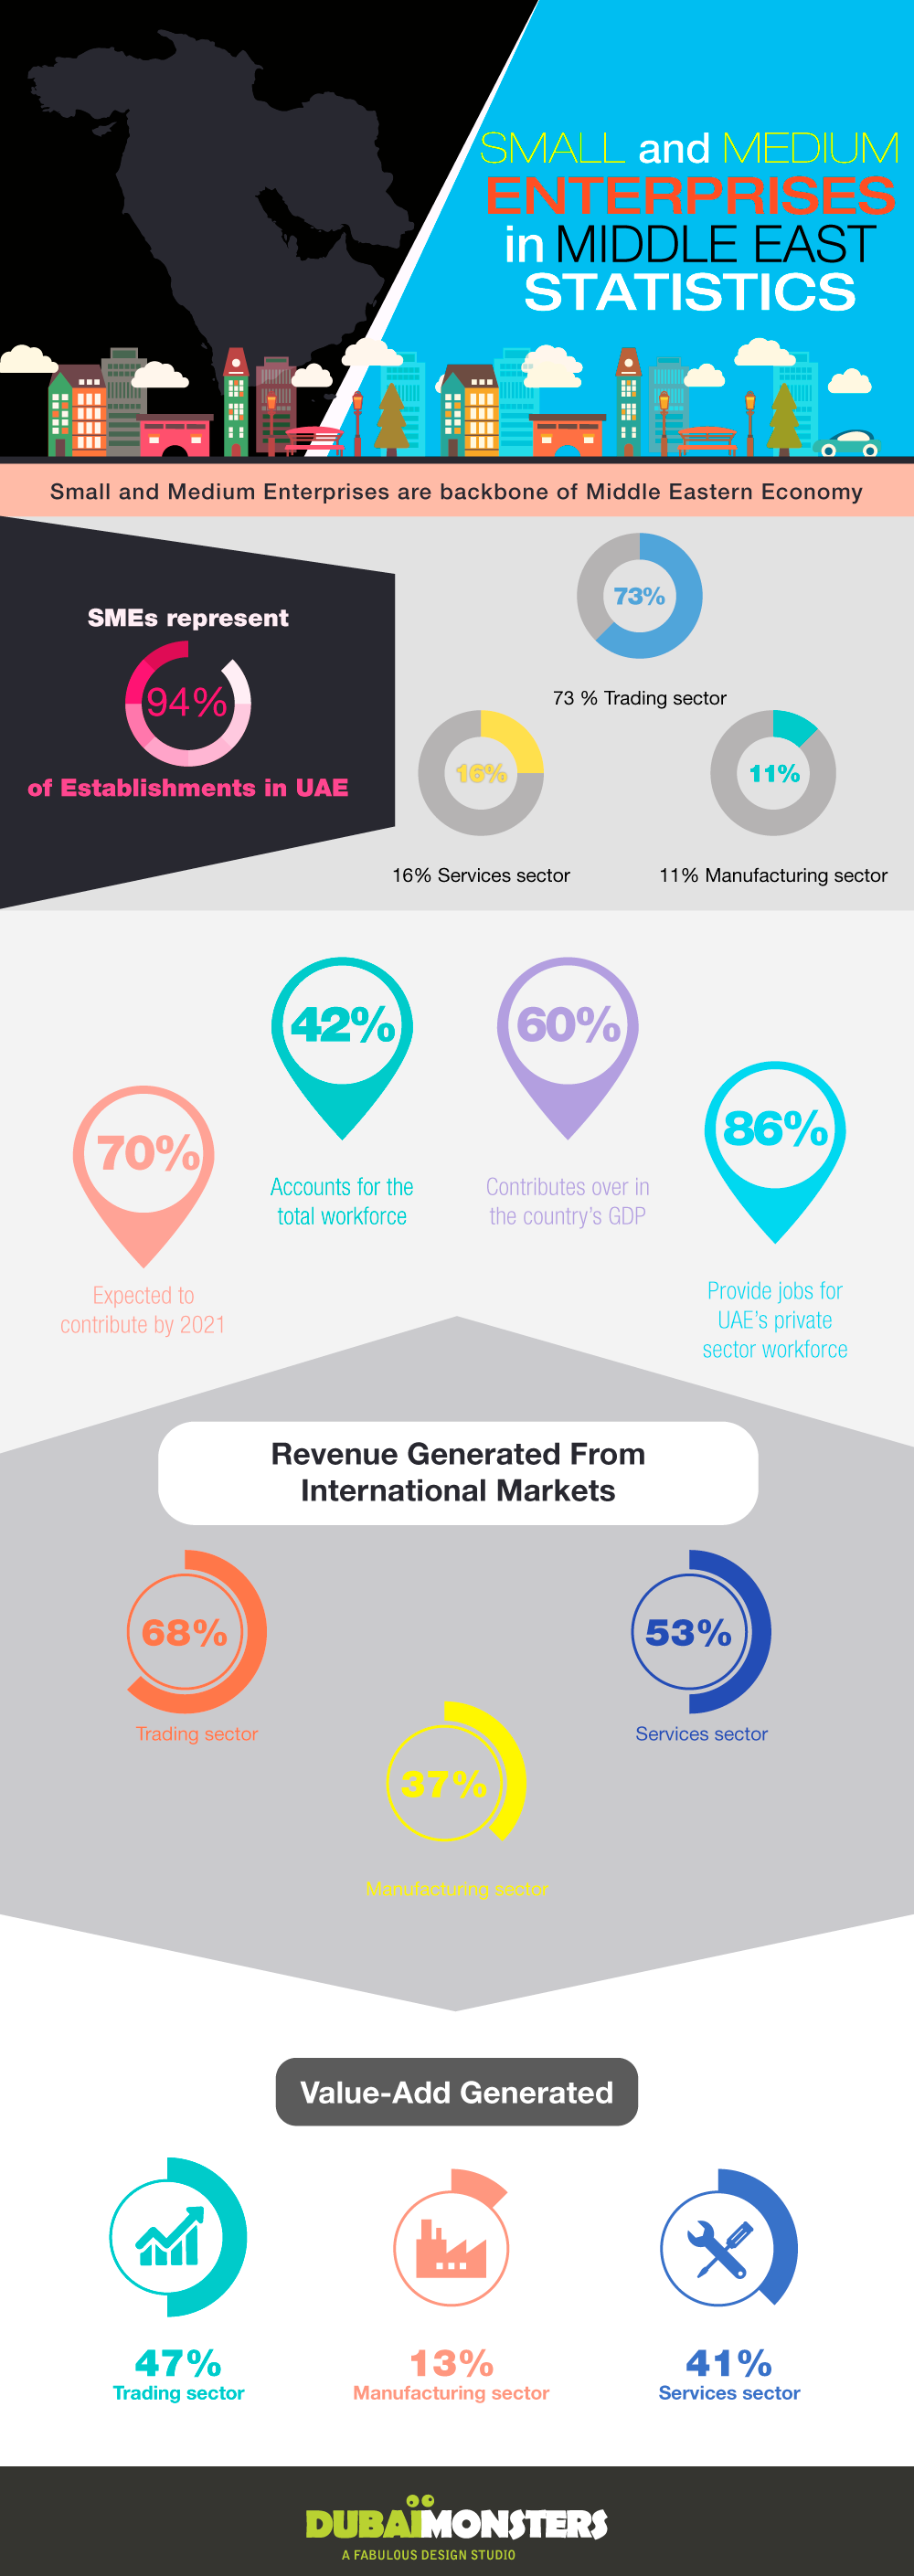 SMALL and MEDIUM
ENTERPRISES
in MIDDLE EAST
STATISTICS
Small and Medium Enterprises are backbone of Middle Eastern Economy
SMEs represent
94%
of Establishments in UAE
73%
73 % Trading sector
16%
16% Services sector
11%
11% Manufacturing sector
70%
Expected to
contribute by 2021
42%
Accounts for the
total workforce
60%
Contributes over in
the country's GDP
86%
Provide jobs for
UAE's private
sector workforce
Revenue Generated From
International Markets
68%
Trading sector
37%
Manufacturing sector
53%
Services sector
Value-Add Generated
47%
Trading sector
13%
Manufacturing sector
41%
Services sector
DUBAÏMONSTERS
A FABULOUS DESIGN STUDIO